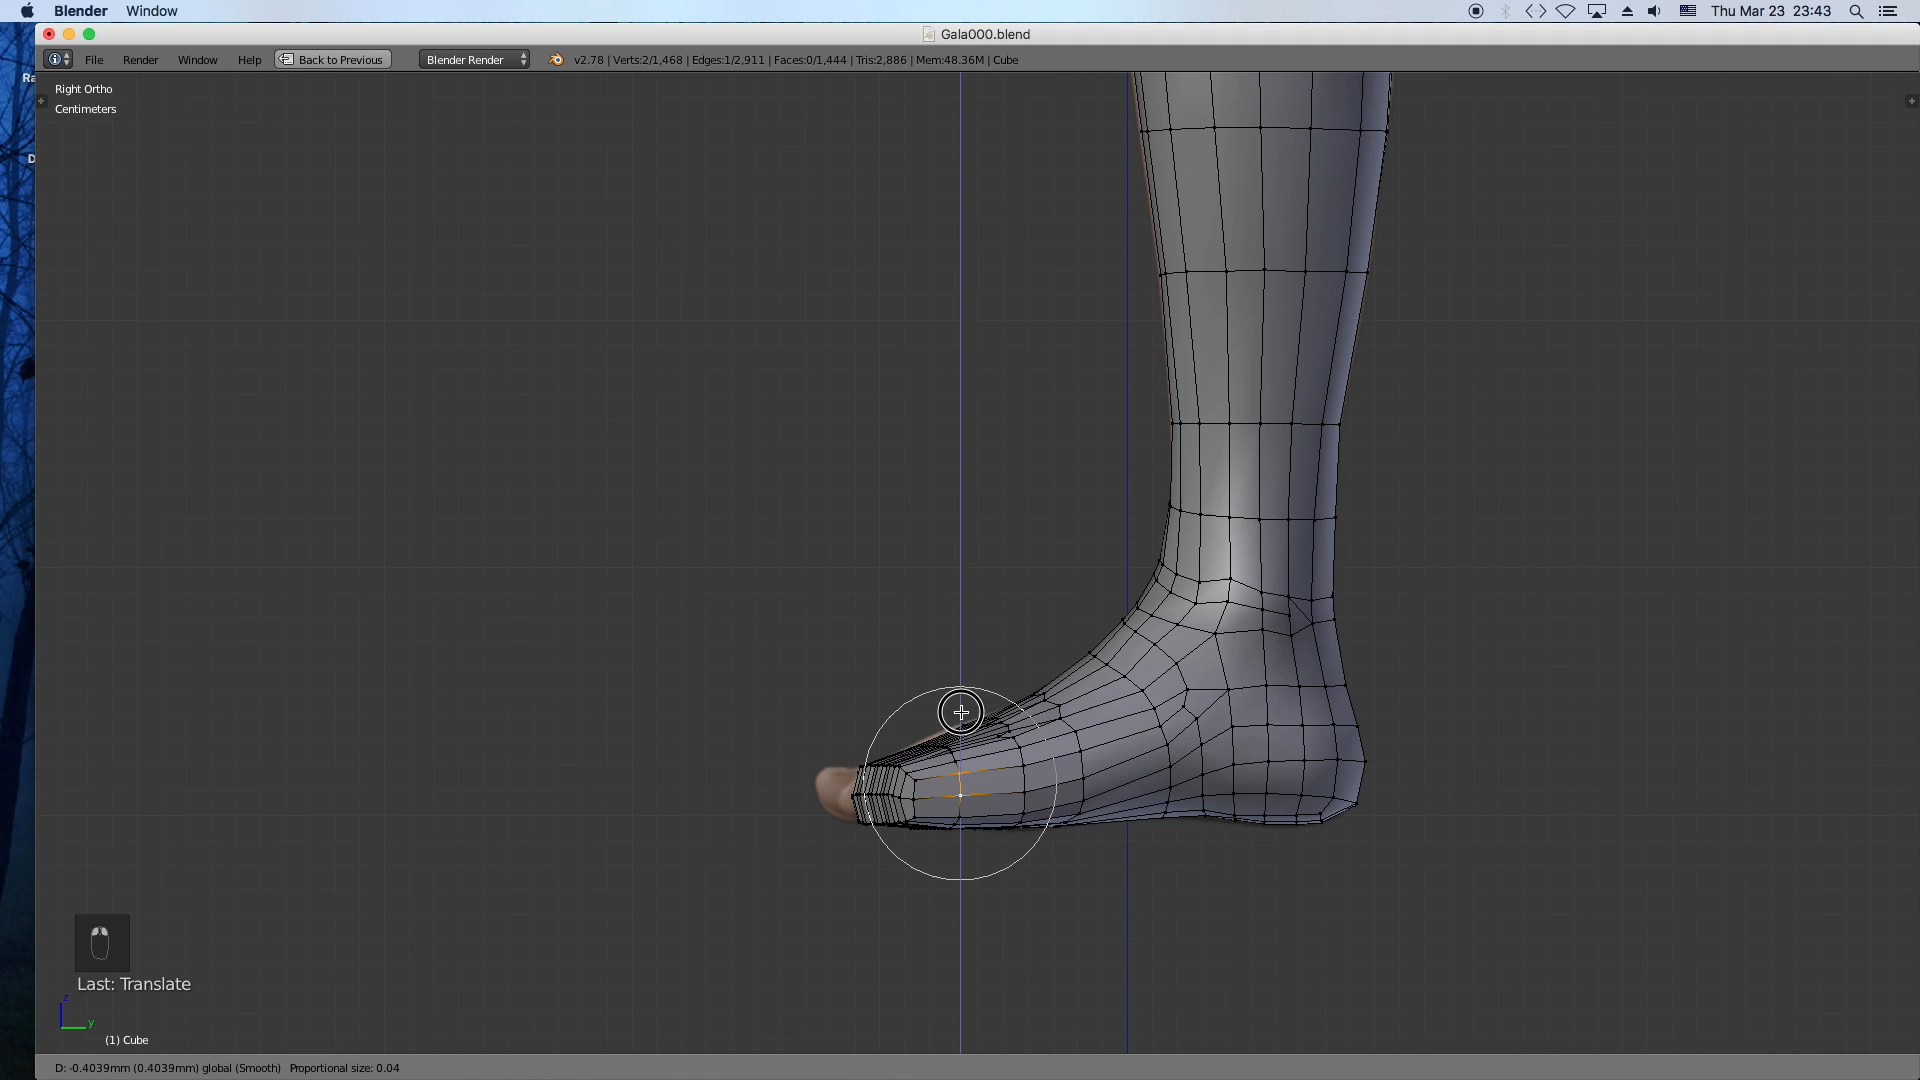 Blender Window
Thu Mar 23 23:43
Gala000.blend
File Render Window Help Back to Previous Blender Render v2.78 | Verts:2/1,468 | Edges:1/2,911 | Faces:0/1,444 | Tris:2,886 | Mem:48.36M | Cube
Ra
Right Ortho
Centimeters
D
Last: Translate
z
y
(1) Cube
D: -0.4039mm (0.4039mm) global (Smooth) Proportional size: 0.04